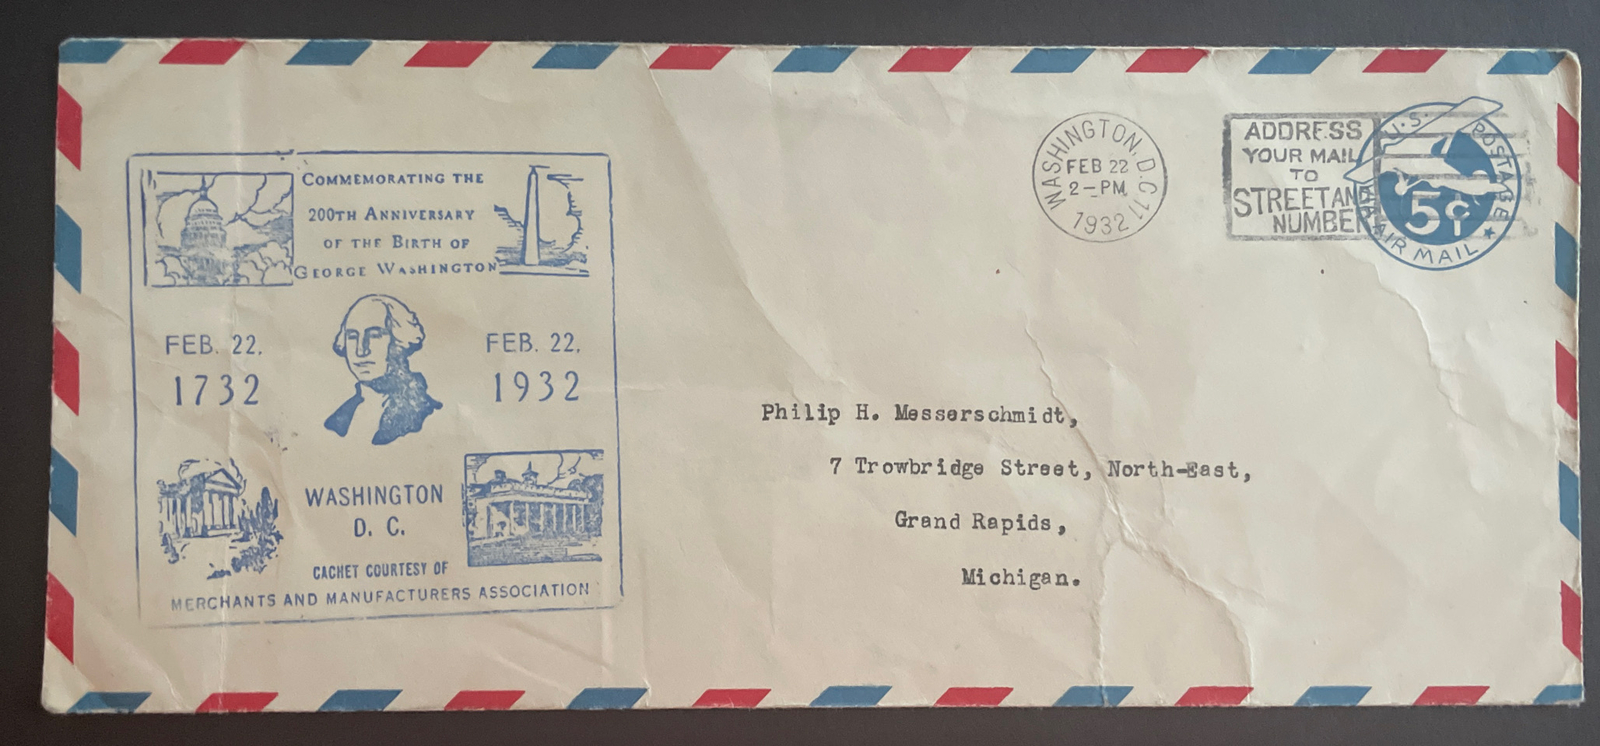 COMMEMORATING THE
200TH ANNIVERSARY
OF THE BIRTH OF
GEORGE WASHINGTON
FEB. 22, 1732
FEB. 22, 1932
WASHINGTON
D. C.
CACHET COURTESY OF
MERCHANTS AND MANUFACTURERS ASSOCIATION
WASHINGTON, D.C. 11
FEB 22
2-PM
1932
ADDRESS
YOUR MAIL
TO
STREET AND
NUMBER
U.S. POSTAGE
5¢
VIA AIR MAIL
Philip H. Messerschmidt,
7 Trowbridge Street, North-East,
Grand Rapids,
Michigan.